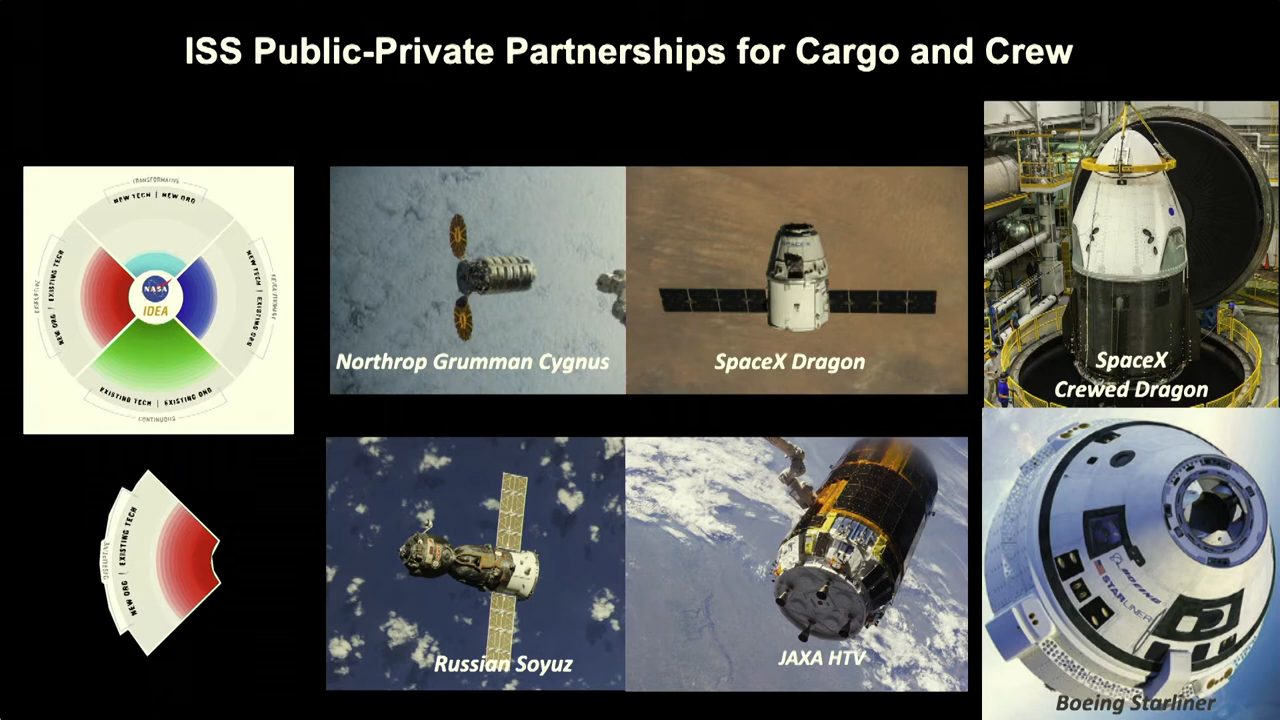 ISS Public-Private Partnerships for Cargo and Crew
TRANSFORMATIVE
NEW TECH | NEW ORG
NEW ORG | EXISTING TECH
NEW TECH | EXISTING ORG
NASA
IDEA
EXISTING TECH | EXISTING ORG
CONTINUOUS
NEW ORG | EXISTING TECH
Northrop Grumman Cygnus
SPACEX
SpaceX Dragon
SpaceX
Crewed Dragon
Russian Soyuz
JAXA HTV
BOEING
STARLINER
Boeing Starliner